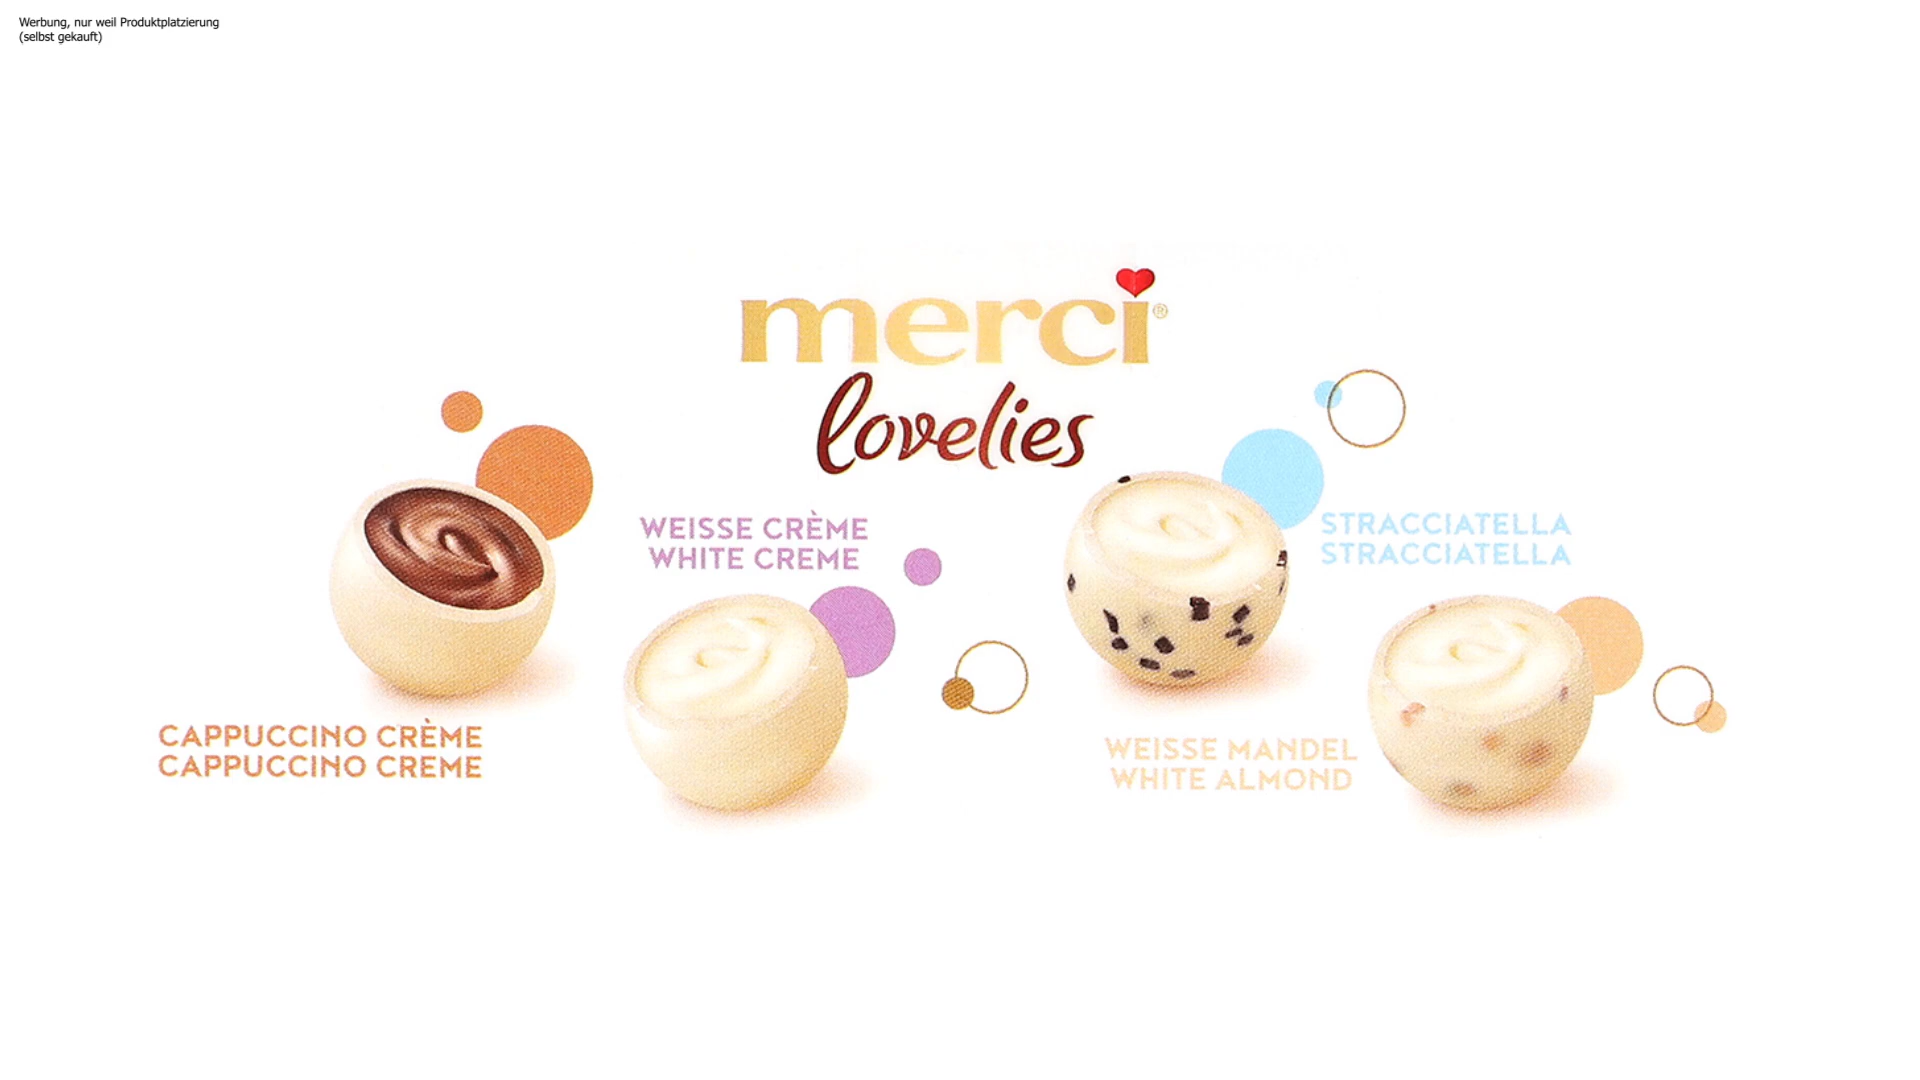 Werbung, nur weil Produktplatzierung
(selbst gekauft)
merci®
lovelies
WEISSE CRÈME
WHITE CREME
STRACCIATELLA
STRACCIATELLA
CAPPUCCINO CRÈME
CAPPUCCINO CREME
WEISSE MANDEL
WHITE ALMOND